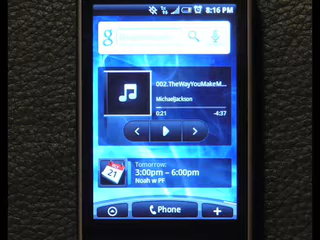 8:16 PM
g
002.TheWayYouMakeM...
MichaelJackson
0:21
-4:37
21
Tomorrow:
3:00pm – 6:00pm
Noah w PF
Phone